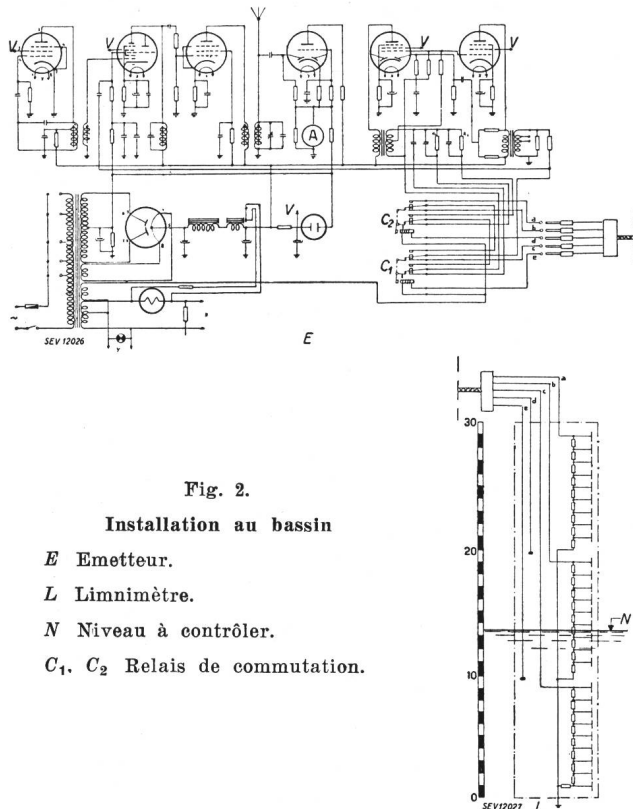 V
V
V
V
V
A
C2
C1
a
b
d
c
e
V
~
SEV 12026
Y
E
a
b
c
d
e
30
20
N
10
0
SEV12027
L
Fig. 2.
Installation au bassin
E Emetteur.
L Limnimètre.
N Niveau à contrôler.
C1, C2 Relais de commutation.